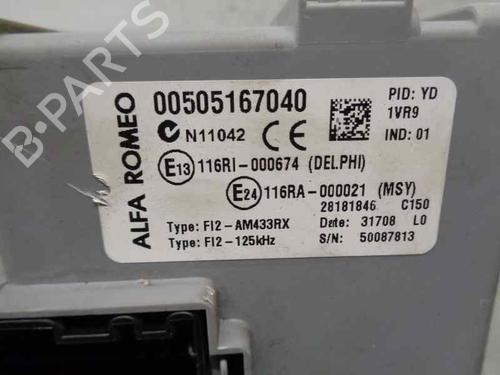 ALFA ROMEO
00505167040
PID: YD
1VR9
N11042 CE
IND: 01
E13 116RI-000674 (DELPHI)
E24 116RA-000021 (MSY)
28181846 C150
Type: FI2-AM433RX
Date: 31708 L0
Type: FI2-125kHz
S/N: 50087813